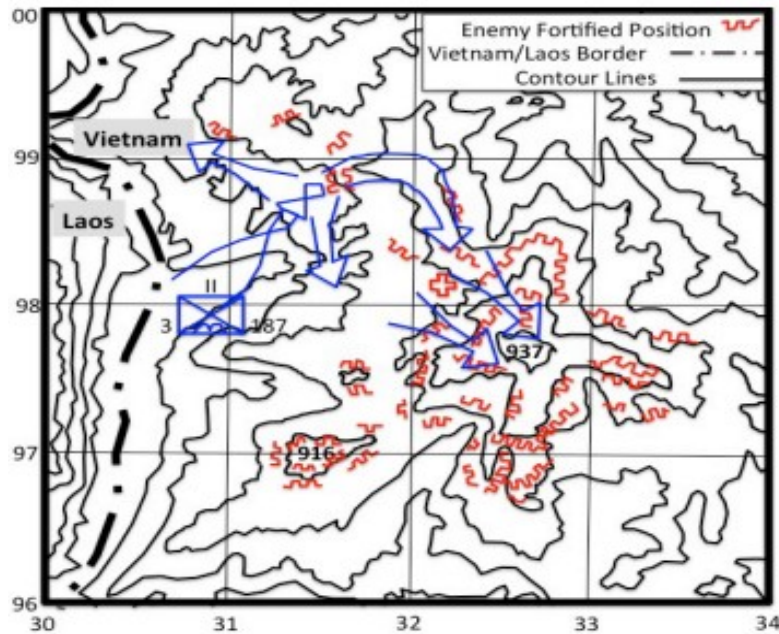 00
Enemy Fortified Position
Vietnam/Laos Border
Contour Lines
Vietnam
99
Laos
II
98
3 187
937
97
916
96
30 31 32 33 34